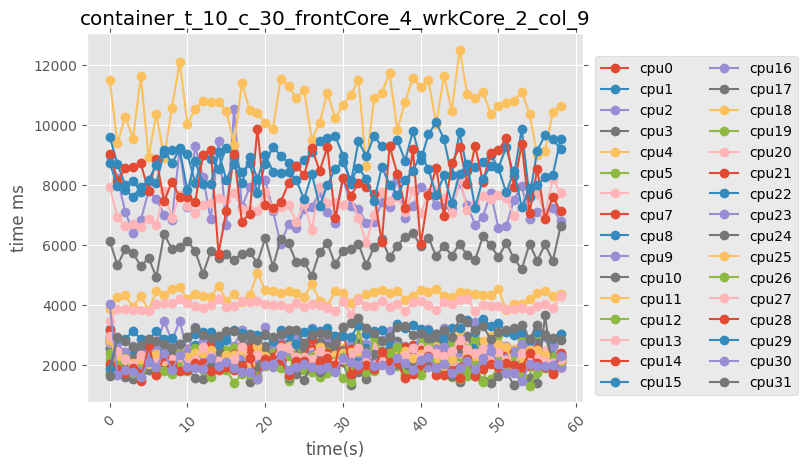 container_t_10_c_30_frontCore_4_wrkCore_2_col_9
time ms
12000
10000
8000
6000
4000
2000
0
10
20
30
40
50
60
time(s)
cpu0
cpu1
cpu2
cpu3
cpu4
cpu5
cpu6
cpu7
cpu8
cpu9
cpu10
cpu11
cpu12
cpu13
cpu14
cpu15
cpu16
cpu17
cpu18
cpu19
cpu20
cpu21
cpu22
cpu23
cpu24
cpu25
cpu26
cpu27
cpu28
cpu29
cpu30
cpu31